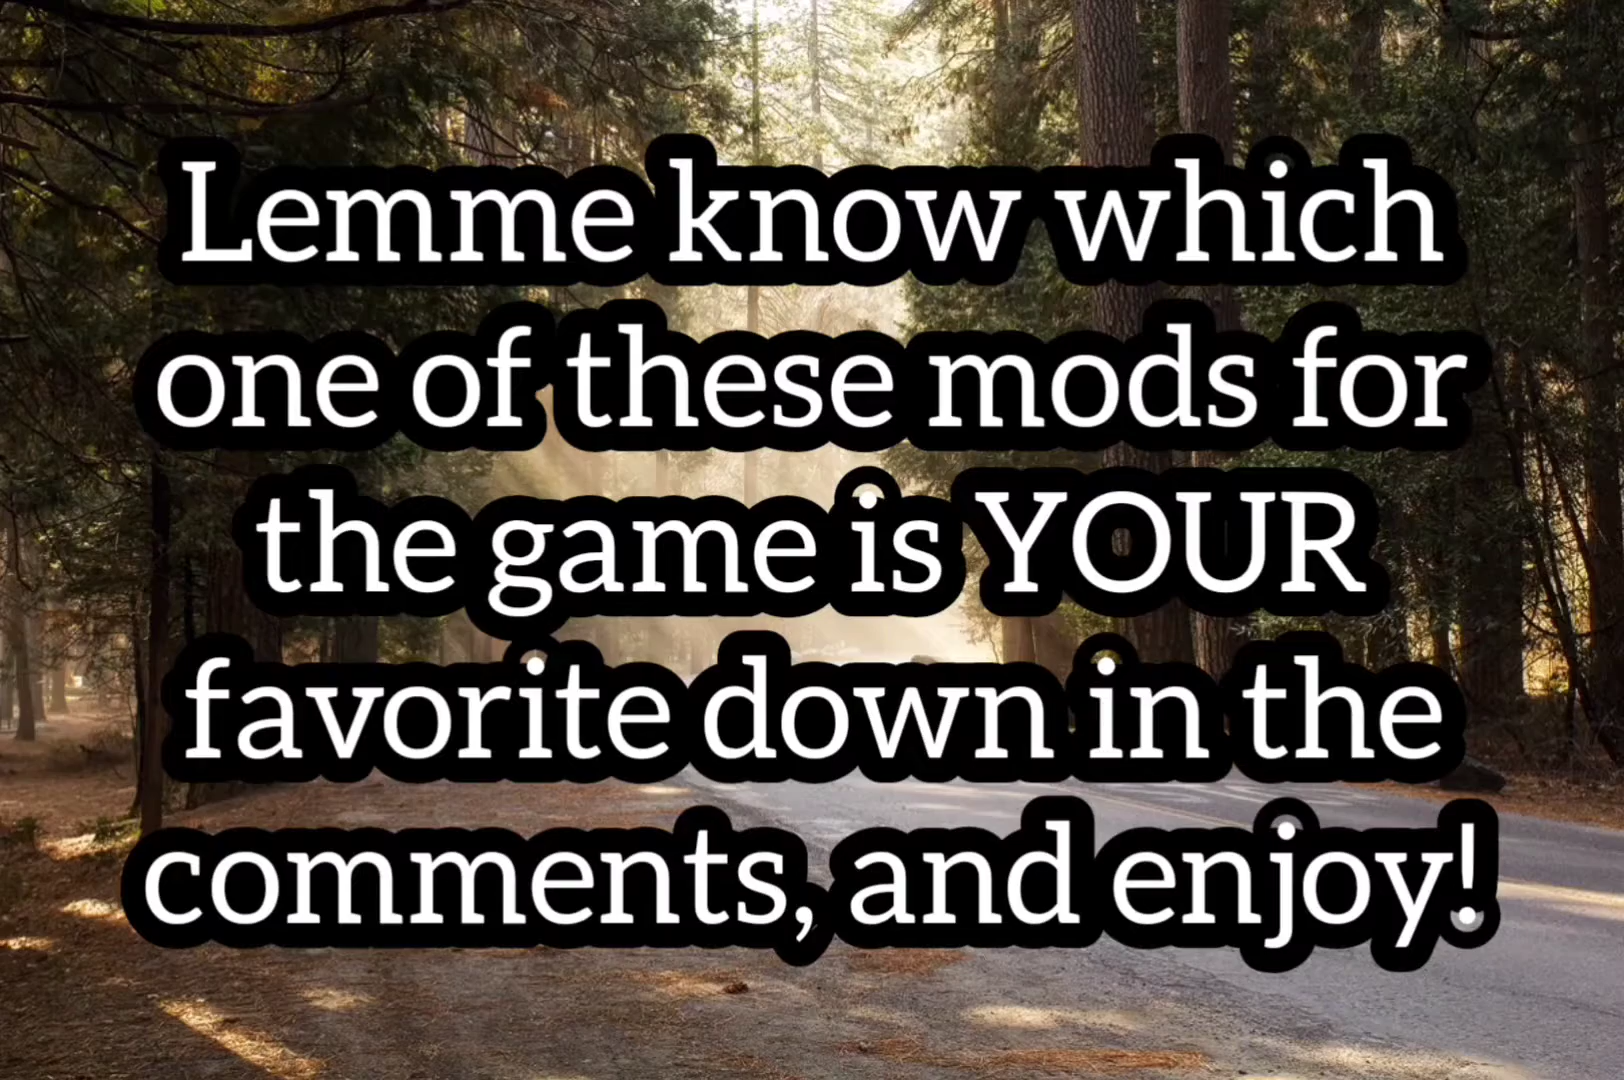 Lemme know which
one of these mods for
the game is YOUR
favorite down in the
comments, and enjoy!